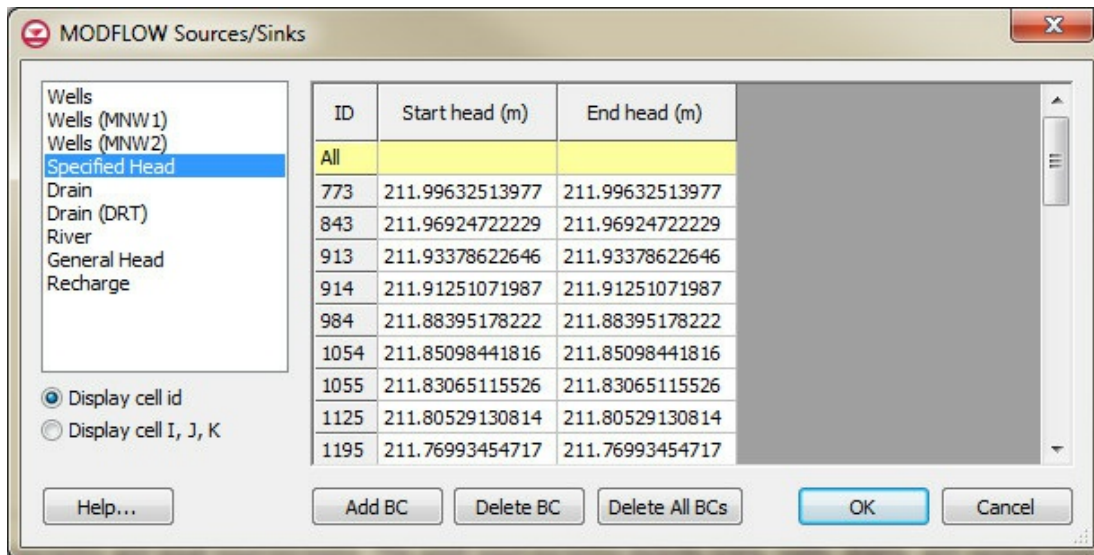 MODFLOW Sources/Sinks
Wells
Wells (MNW1)
Wells (MNW2)
Specified Head
Drain
Drain (DRT)
River
General Head
Recharge
Display cell id
Display cell I, J, K
ID Start head (m) End head (m)
All
773 211.99632513977 211.99632513977
843 211.96924722229 211.96924722229
913 211.93378622646 211.93378622646
914 211.91251071987 211.91251071987
984 211.88395178222 211.88395178222
1054 211.85098441816 211.85098441816
1055 211.83065115526 211.83065115526
1125 211.80529130814 211.80529130814
1195 211.76993454717 211.76993454717
Help... Add BC Delete BC Delete All BCs OK Cancel